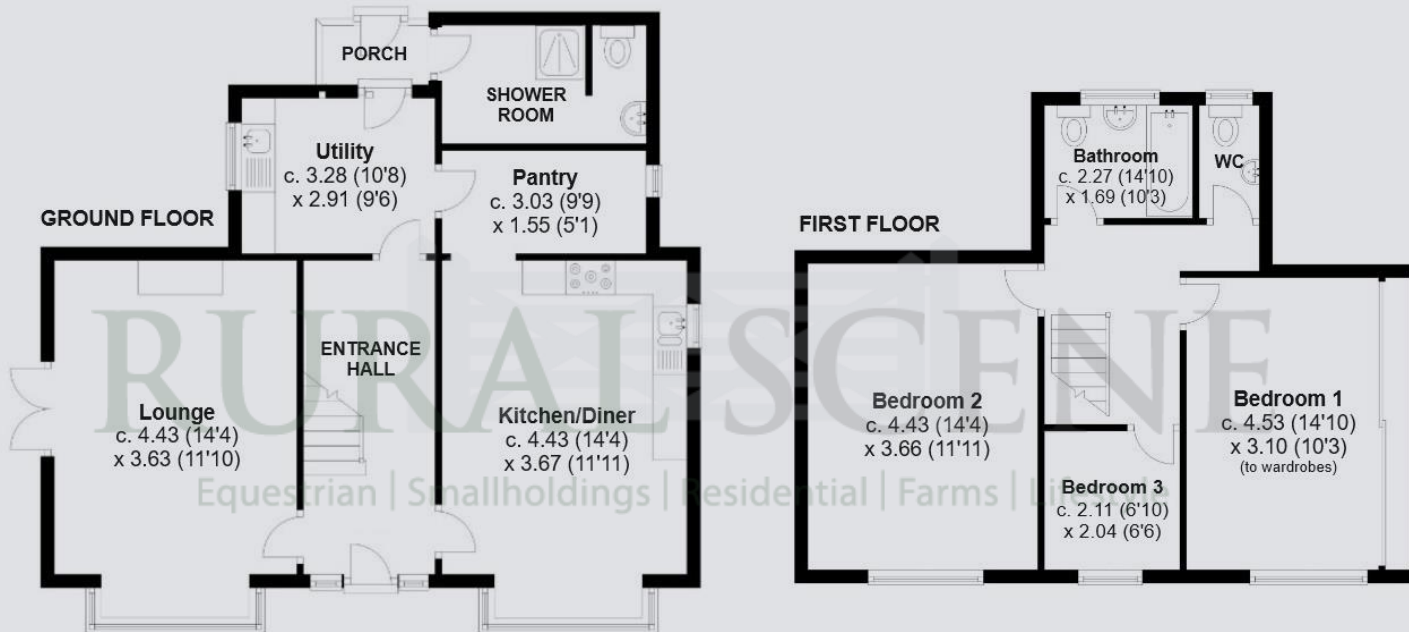 PORCH
SHOWER
ROOM
Utility
c. 3.28 (10'8)
x 2.91 (9'6)
Pantry
c. 3.03 (9'9)
x 1.55 (5'1)
GROUND FLOOR
ENTRANCE
HALL
Lounge
c. 4.43 (14'4)
x 3.63 (11'10)
Kitchen/Diner
c. 4.43 (14'4)
x 3.67 (11'11)
FIRST FLOOR
Bathroom
c. 2.27 (14'10)
x 1.69 (10'3)
WC
Bedroom 2
c. 4.43 (14'4)
x 3.66 (11'11)
Bedroom 1
c. 4.53 (14'10)
x 3.10 (10'3)
(to wardrobes)
Bedroom 3
c. 2.11 (6'10)
x 2.04 (6'6)
RURAL SCENE
Equestrian | Smallholdings | Residential | Farms | Lifestyle